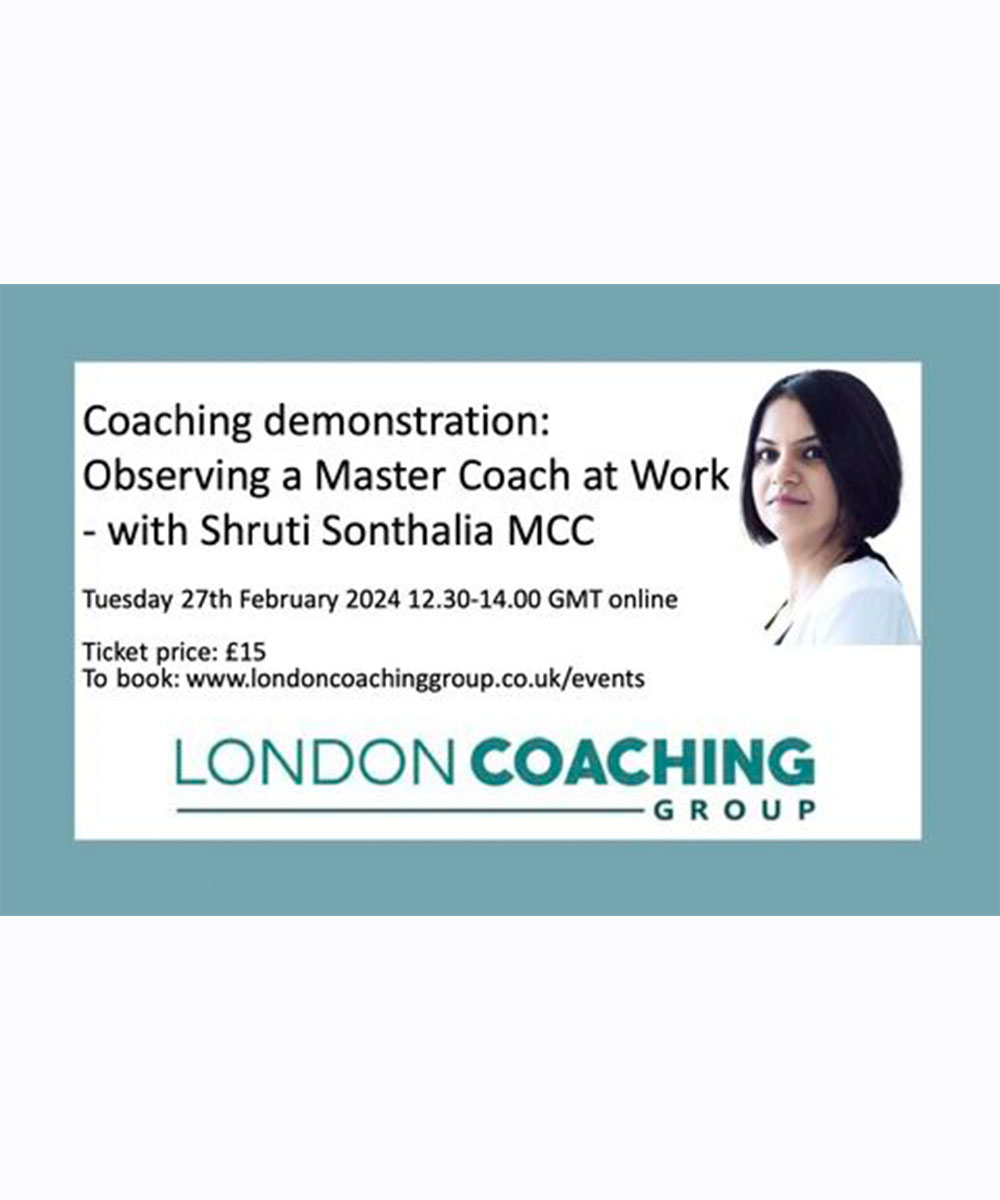 Coaching demonstration:
Observing a Master Coach at Work
- with Shruti Sonthalia MCC
Tuesday 27th February 2024 12.30-14.00 GMT online
Ticket price: £15
To book: www.londoncoachinggroup.co.uk/events
LONDON COACHING
GROUP